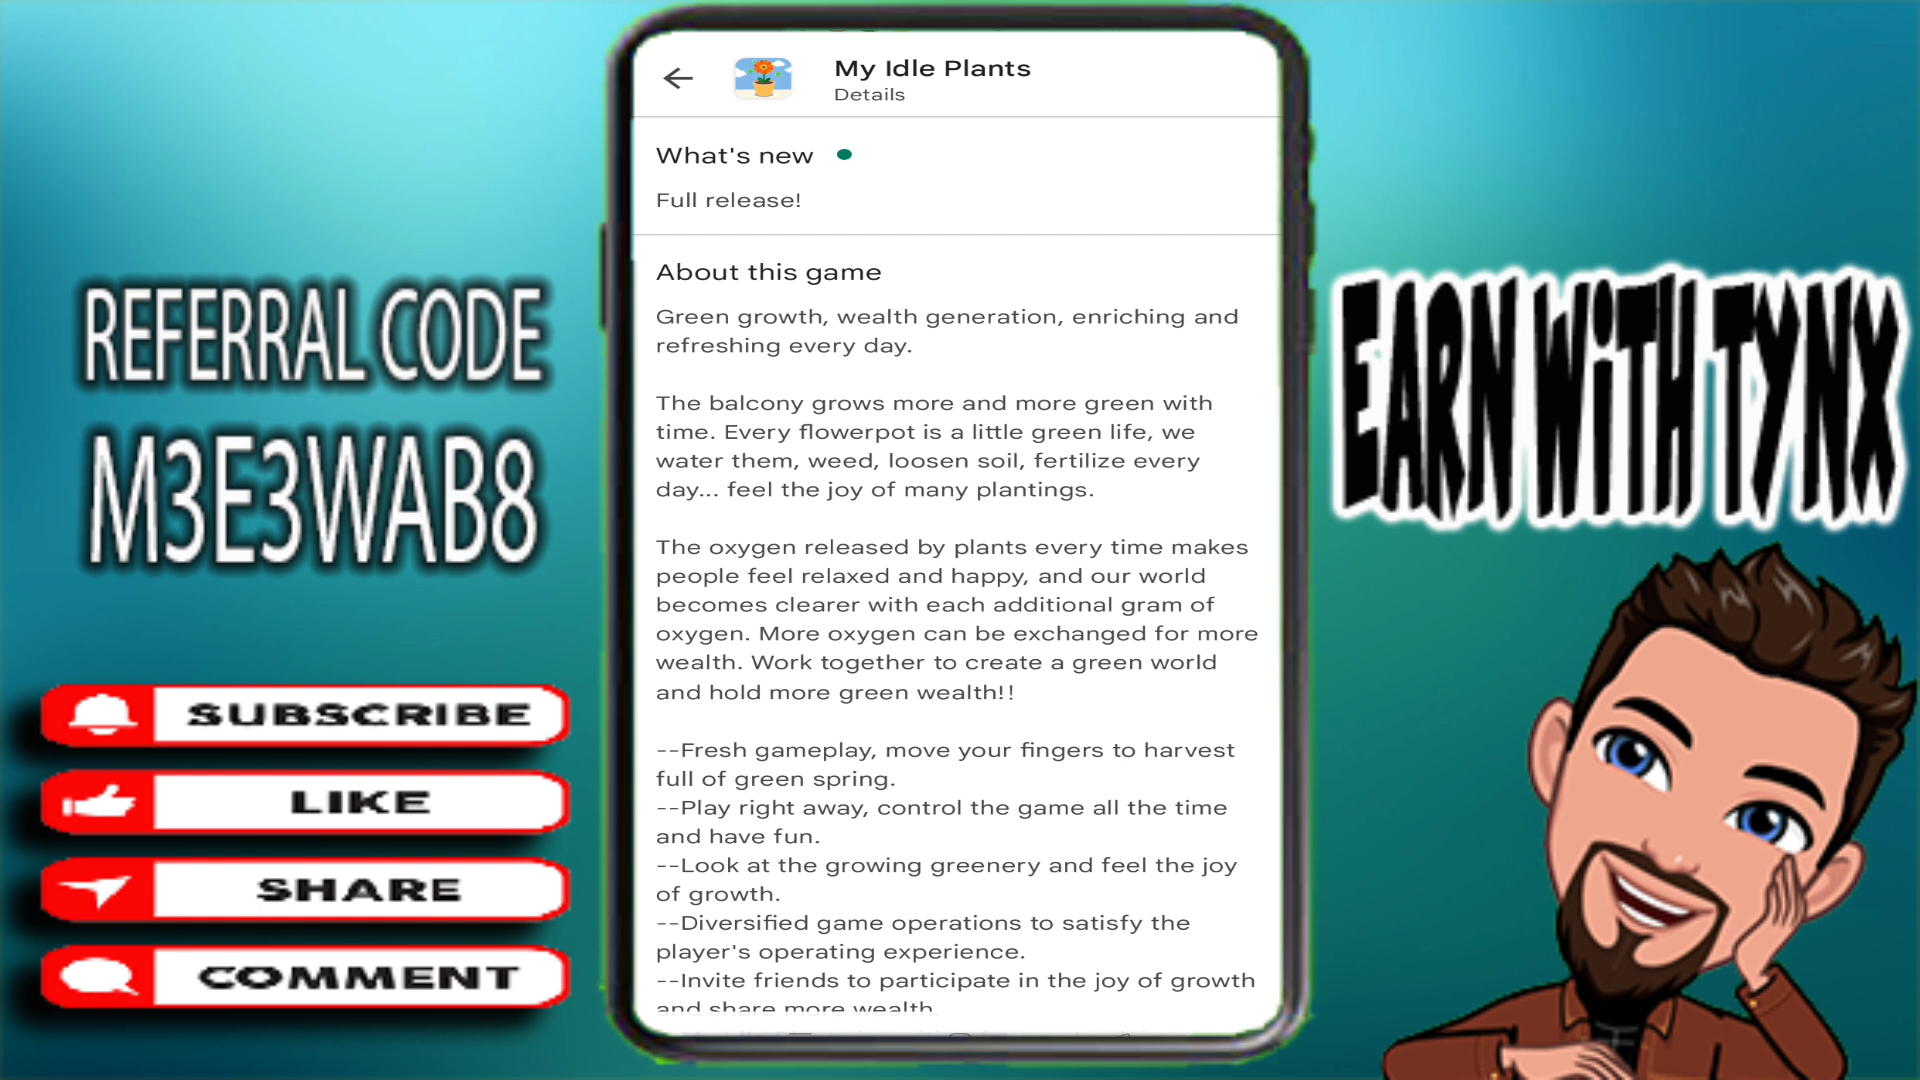 REFERRAL CODE
M3E3WAB8
SUBSCRIBE
LIKE
SHARE
COMMENT
My Idle Plants
Details
What's new
Full release!
About this game
Green growth, wealth generation, enriching and
refreshing every day.
The balcony grows more and more green with
time. Every flowerpot is a little green life, we
water them, weed, loosen soil, fertilize every
day... feel the joy of many plantings.
The oxygen released by plants every time makes
people feel relaxed and happy, and our world
becomes clearer with each additional gram of
oxygen. More oxygen can be exchanged for more
wealth. Work together to create a green world
and hold more green wealth!!
--Fresh gameplay, move your fingers to harvest
full of green spring.
--Play right away, control the game all the time
and have fun.
--Look at the growing greenery and feel the joy
of growth.
--Diversified game operations to satisfy the
player's operating experience.
--Invite friends to participate in the joy of growth
and share more wealth.
EARN WiTH TYNX